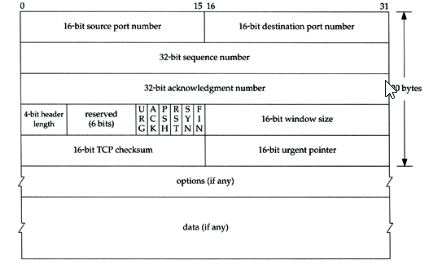 0 15 16 31
16-bit source port number 16-bit destination port number
32-bit sequence number
32-bit acknowledgment number
bytes
4-bit header length reserved (6 bits) URG ACK PSH RST SYN FIN 16-bit window size
16-bit TCP checksum 16-bit urgent pointer
options (if any)
data (if any)